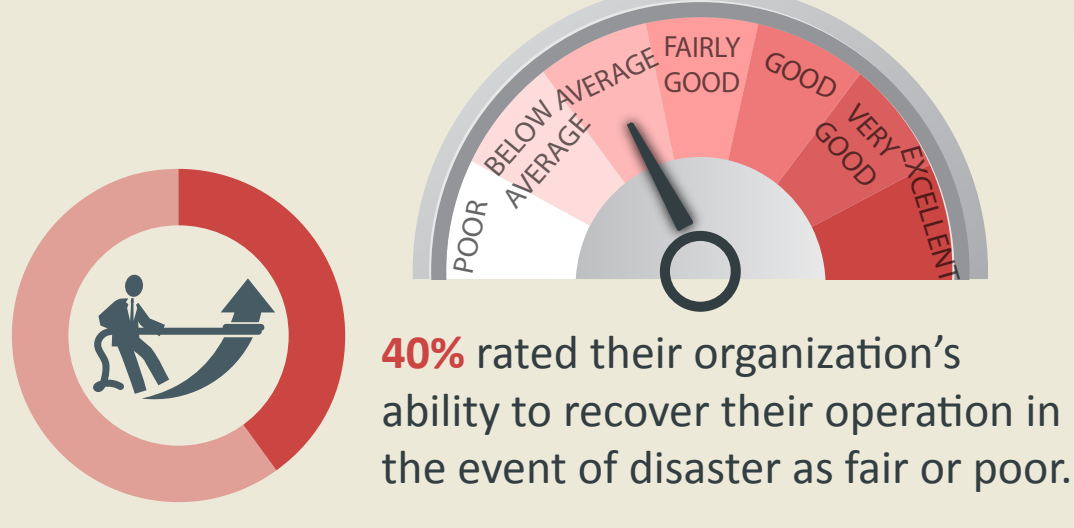 POOR
BELOW
AVERAGE
AVERAGE
FAIRLY
GOOD
GOOD
VERY
GOOD
EXCELLENT
40% rated their organization’s
ability to recover their operation in
the event of disaster as fair or poor.